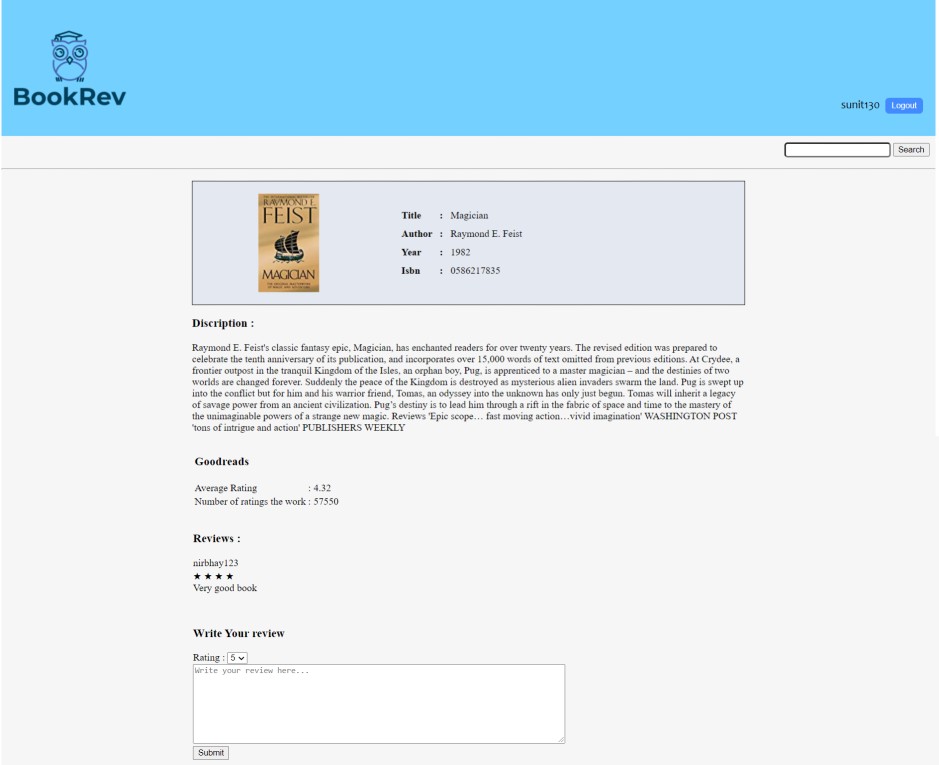 BookRev
sunit130 Logout
Search
RAYMOND E.
FEIST
MAGICIAN
Title : Magician
Author : Raymond E. Feist
Year : 1982
Isbn : 0586217835
Discription :
Raymond E. Feist's classic fantasy epic, Magician, has enchanted readers for over twenty years. The revised edition was prepared to
celebrate the tenth anniversary of its publication, and incorporates over 15,000 words of text omitted from previous editions. At Crydee, a
frontier outpost in the tranquil Kingdom of the Isles, an orphan boy, Pug, is apprenticed to a master magician – and the destinies of two
worlds are changed forever. Suddenly the peace of the Kingdom is destroyed as mysterious alien invaders swarm the land. Pug is swept up
into the conflict but for him and his warrior friend, Tomas, an odyssey into the unknown has only just begun. Tomas will inherit a legacy
of savage power from an ancient civilization. Pug’s destiny is to lead him through a rift in the fabric of space and time to the mastery of
the unimaginable powers of a strange new magic. Reviews 'Epic scope… fast moving action…vivid imagination' WASHINGTON POST
'tons of intrigue and action' PUBLISHERS WEEKLY
Goodreads
Average Rating : 4.32
Number of ratings the work : 57550
Reviews :
nirbhay123
★ ★ ★ ★
Very good book
Write Your review
Rating : 5
Write your review here...
Submit